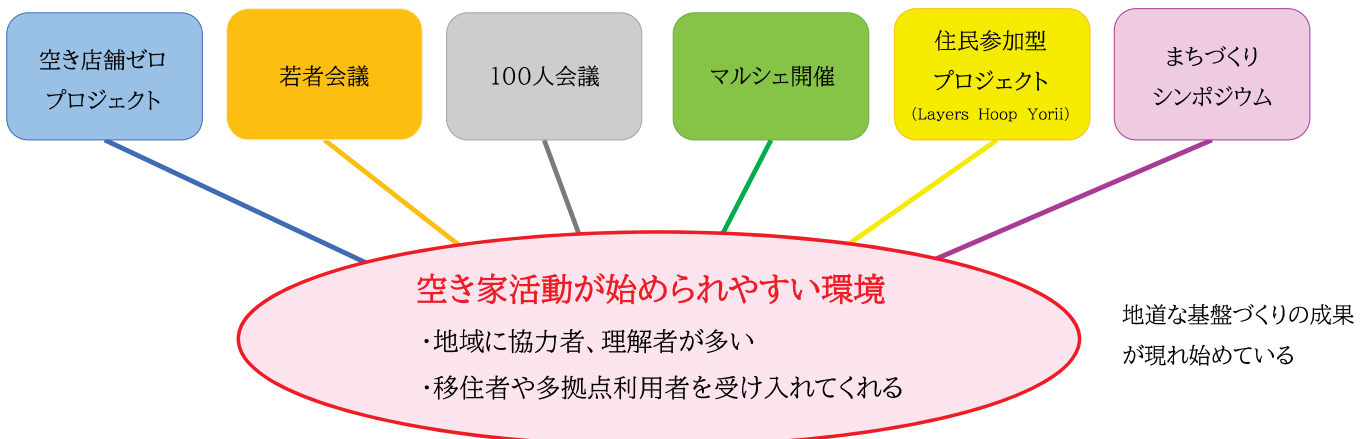 空き店舗ゼロ
プロジェクト
若者会議
100人会議
マルシェ開催
住民参加型
プロジェクト
(Layers Hoop Yorii)
まちづくり
シンポジウム
空き家活動が始められやすい環境
・地域に協力者、理解者が多い
・移住者や多拠点利用者を受け入れてくれる
地道な基盤づくりの成果
が現れ始めている